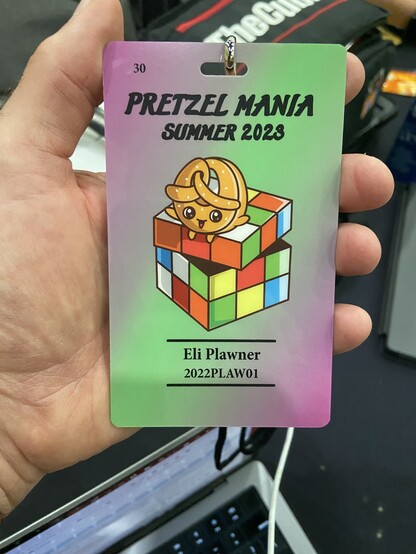 30
PRETZEL MANIA
SUMMER 2023
Eli Plawner
2022PLAW01